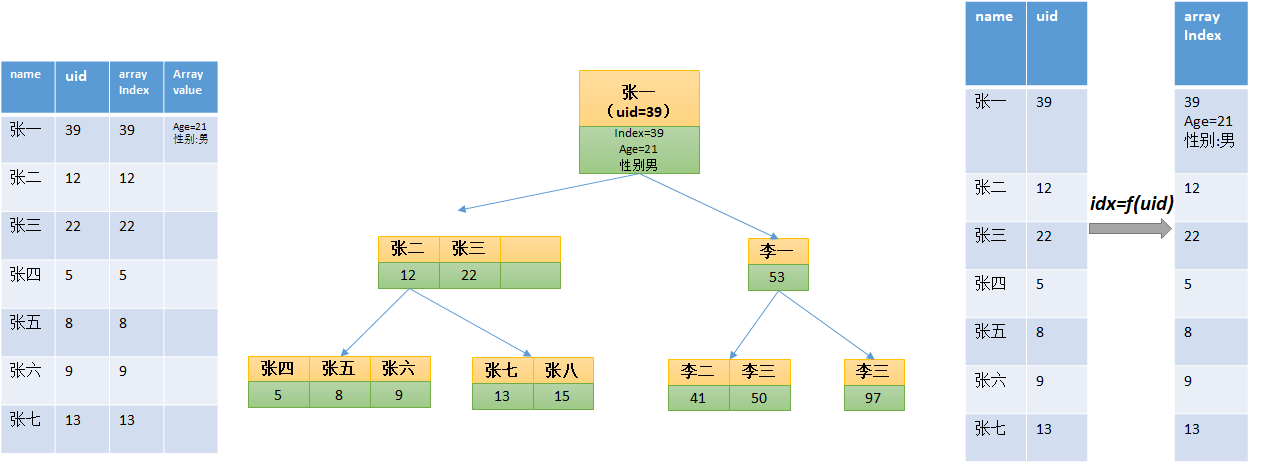 name uid array Index Array value
张一 39 39 Age=21 性别:男
张二 12 12
张三 22 22
张四 5 5
张五 8 8
张六 9 9
张七 13 13
张一
（uid=39）
Index=39
Age=21
性别男
张二 张三
12 22
李一
53
张四 张五 张六
5 8 9
张七 张八
13 15
李二 李三
41 50
李三
97
name uid
张一 39
张二 12
张三 22
张四 5
张五 8
张六 9
张七 13
idx=f(uid)
array
Index
39
Age=21
性别:男
12
22
5
8
9
13